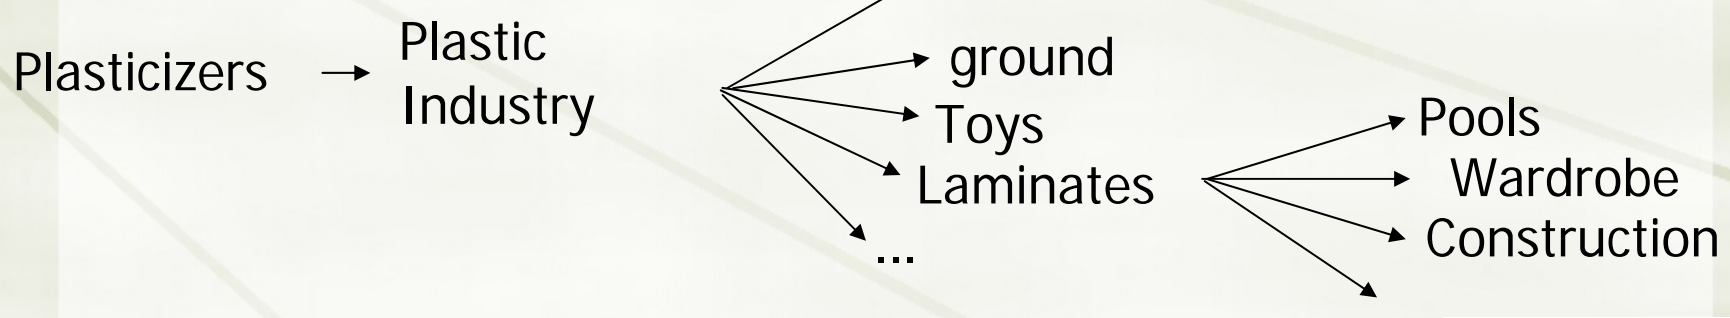 Plasticizers
Plastic
Industry
ground
Toys
Laminates
...
Pools
Wardrobe
Construction